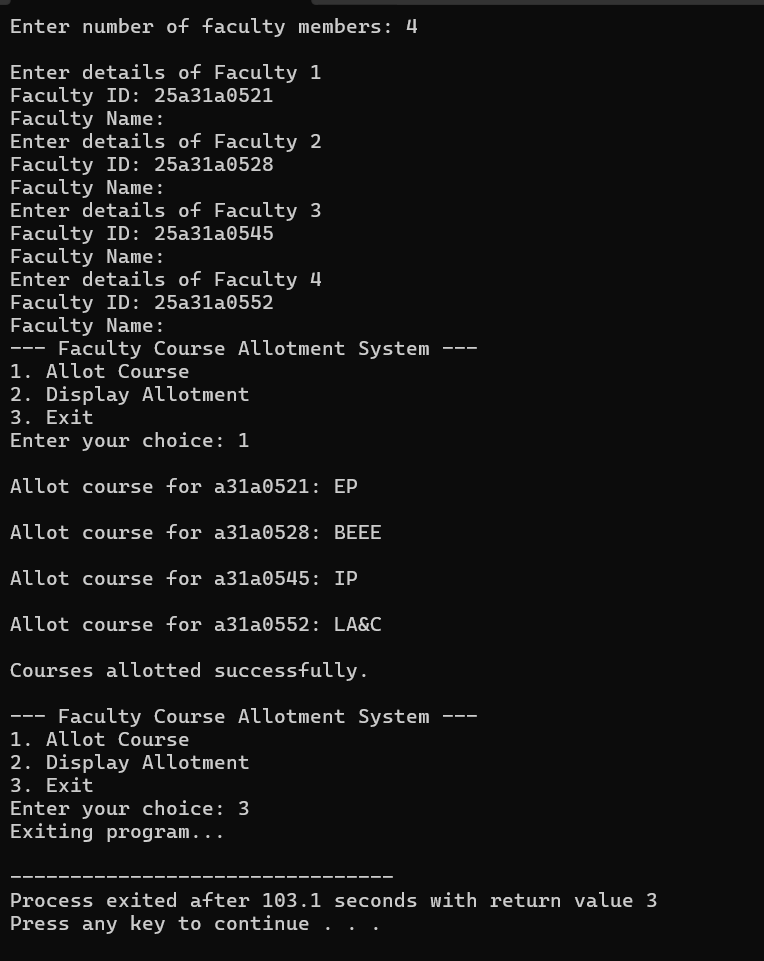 Enter number of faculty members: 4
Enter details of Faculty 1
Faculty ID: 25a31a0521
Faculty Name:
Enter details of Faculty 2
Faculty ID: 25a31a0528
Faculty Name:
Enter details of Faculty 3
Faculty ID: 25a31a0545
Faculty Name:
Enter details of Faculty 4
Faculty ID: 25a31a0552
Faculty Name:
--- Faculty Course Allotment System ---
1. Allot Course
2. Display Allotment
3. Exit
Enter your choice: 1
Allot course for a31a0521: EP
Allot course for a31a0528: BEEE
Allot course for a31a0545: IP
Allot course for a31a0552: LA&C
Courses allotted successfully.
--- Faculty Course Allotment System ---
1. Allot Course
2. Display Allotment
3. Exit
Enter your choice: 3
Exiting program...
--------------------------------
Process exited after 103.1 seconds with return value 3
Press any key to continue . . .